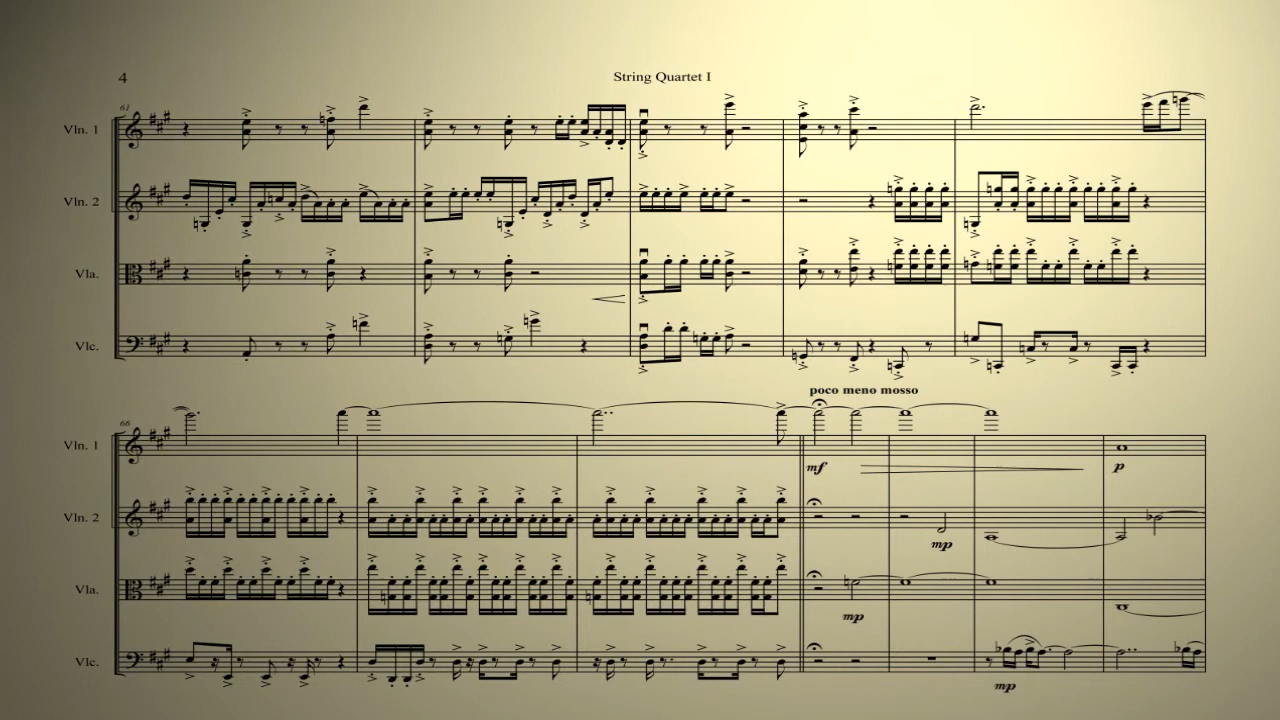 4
String Quartet I
61
Vln. 1
Vln. 2
Vla.
Vlc.
poco meno mosso
66
Vln. 1
mf
p
Vln. 2
mp
Vla.
mp
Vlc.
mp